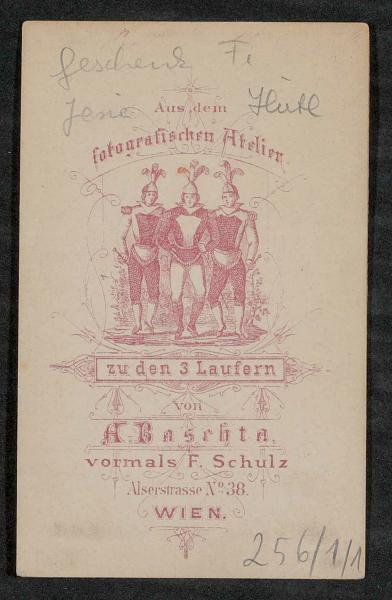 Geschenk F.
Aus dem
fotografischen Atelier
zu den 3 Laufern
von
A. Baschta.
vormals F. Schulz
Alserstrasse No. 38.
WIEN.
256/1/1